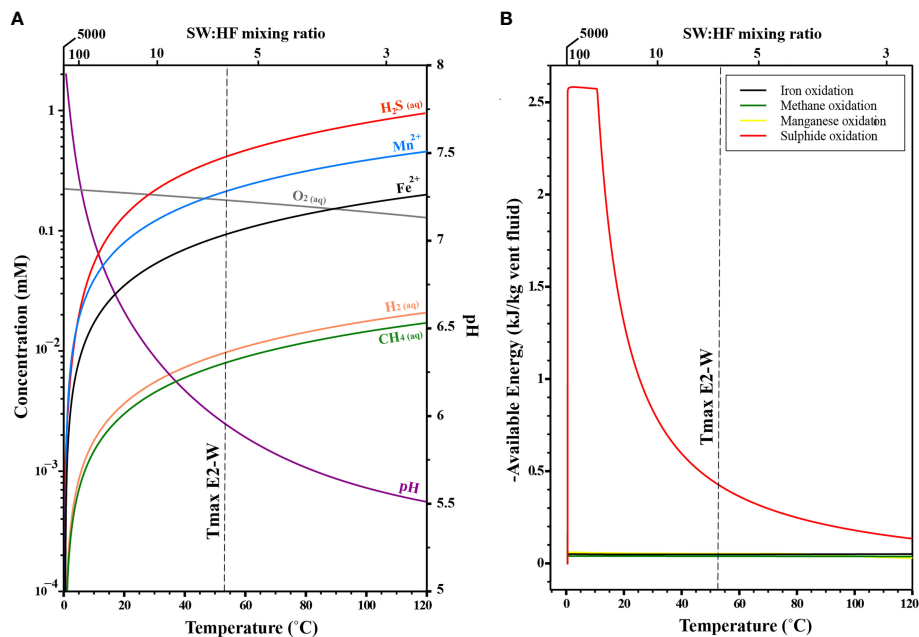 A
SW:HF mixing ratio
5000
100
10
5
3
Concentration (mM)
1
0.1
10⁻²
10⁻³
10⁻⁴
H₂S (aq)
Mn²⁺
Fe²⁺
O₂ (aq)
H₂ (aq)
CH₄ (aq)
pH
Tmax E2-W
8
7.5
7
6.5
6
5.5
5
pH
0
20
40
60
80
100
120
Temperature (˚C)
B
SW:HF mixing ratio
5000
100
10
5
3
-Available Energy (kJ/kg vent fluid)
2.5
2
1
0.5
0
Iron oxidation
Methane oxidation
Manganese oxidation
Sulphide oxidation
Tmax E2-W
0
20
40
60
80
100
120
Temperature (˚C)